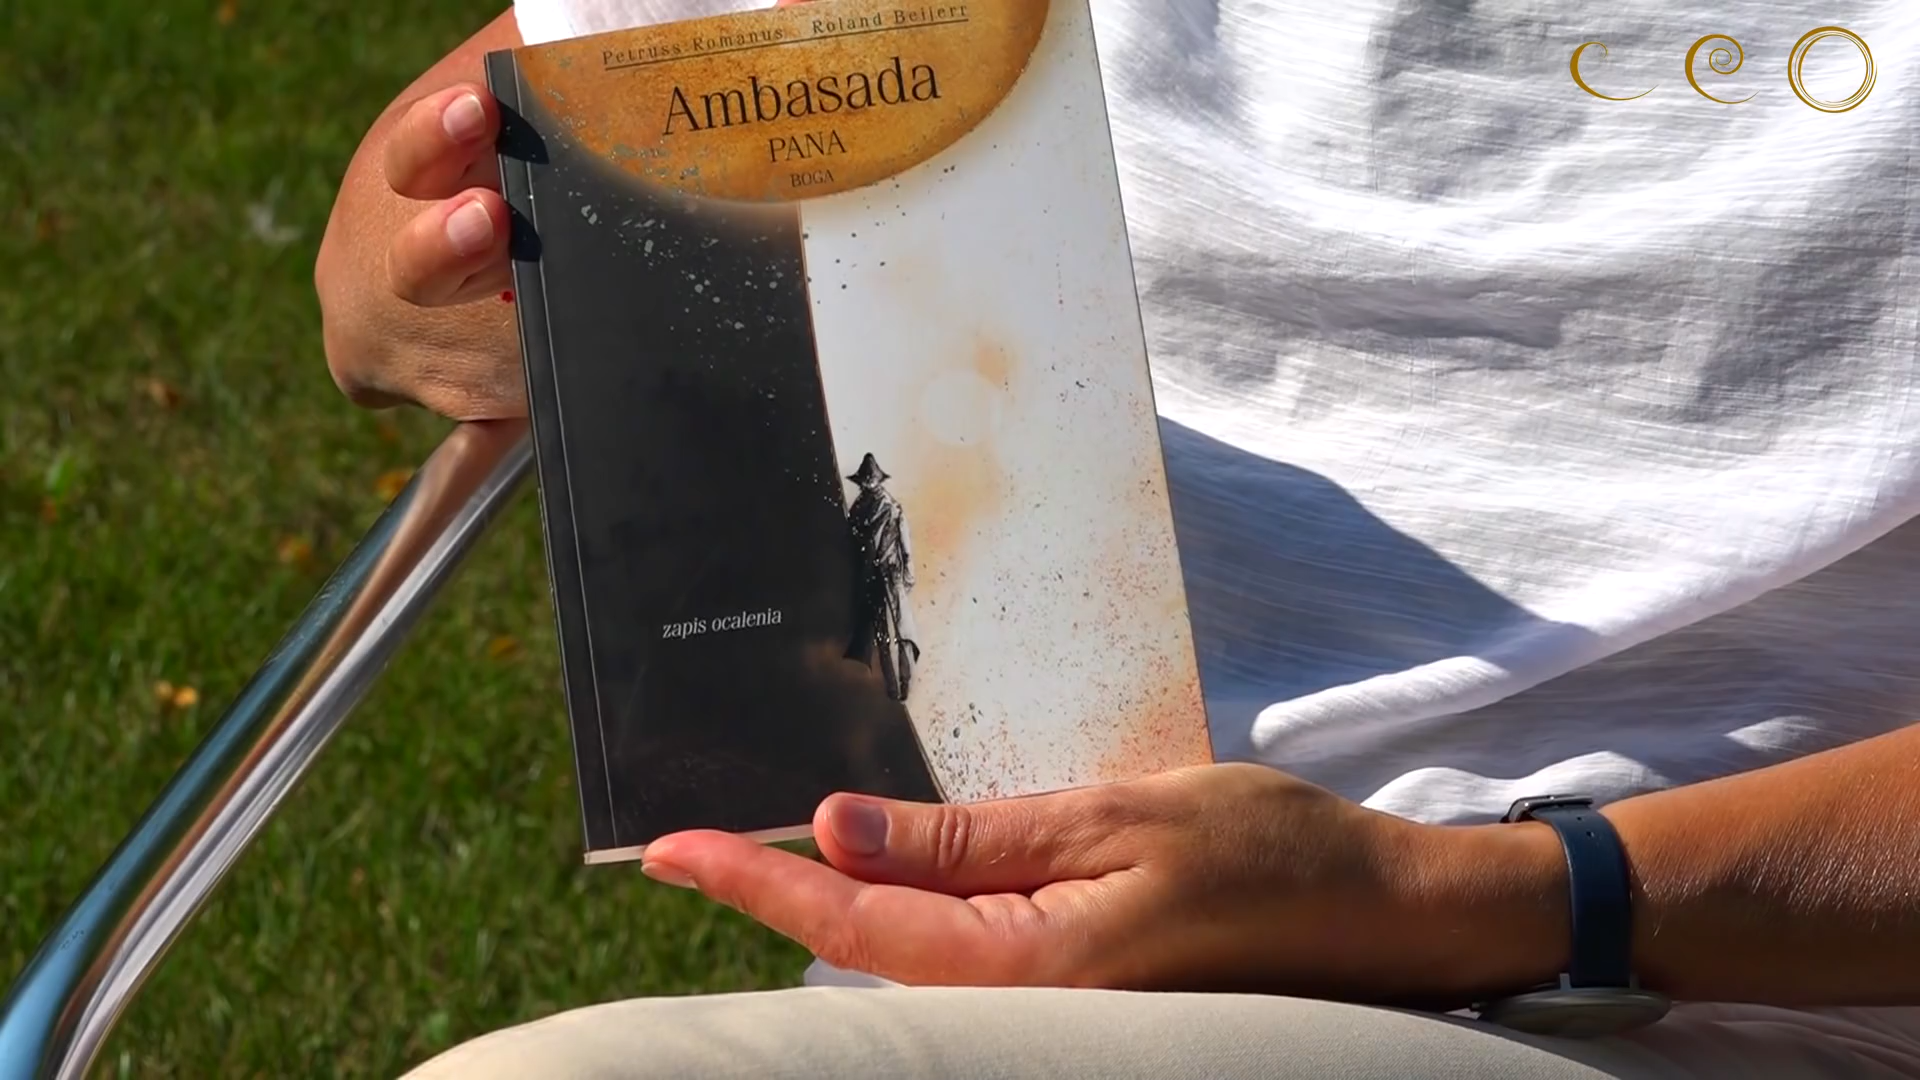 Petruss Romanus Roland Beijerr
Ambasada
PANA
BOGA
zapis ocalenia